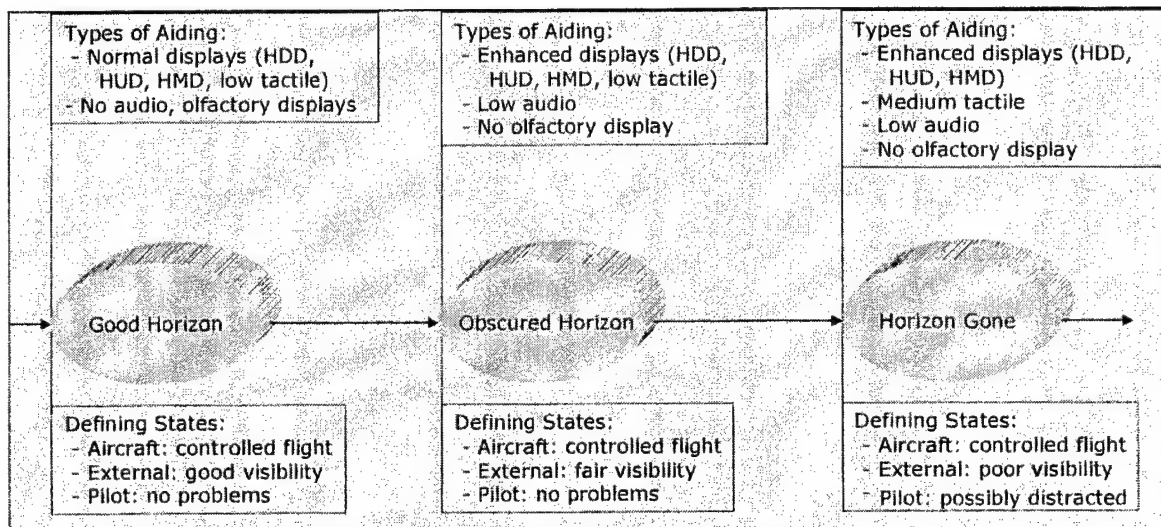 Types of Aiding:
- Normal displays (HDD,
HUD, HMD, low tactile)
- No audio, olfactory displays
Types of Aiding:
- Enhanced displays (HDD,
HUD, HMD, low tactile)
- Low audio
- No olfactory display
Types of Aiding:
- Enhanced displays (HDD,
HUD, HMD)
- Medium tactile
- Low audio
- No olfactory display
Good Horizon
Obscured Horizon
Horizon Gone
Defining States:
- Aircraft: controlled flight
- External: good visibility
- Pilot: no problems
Defining States:
- Aircraft: controlled flight
- External: fair visibility
- Pilot: no problems
Defining States:
- Aircraft: controlled flight
- External: poor visibility
- Pilot: possibly distracted